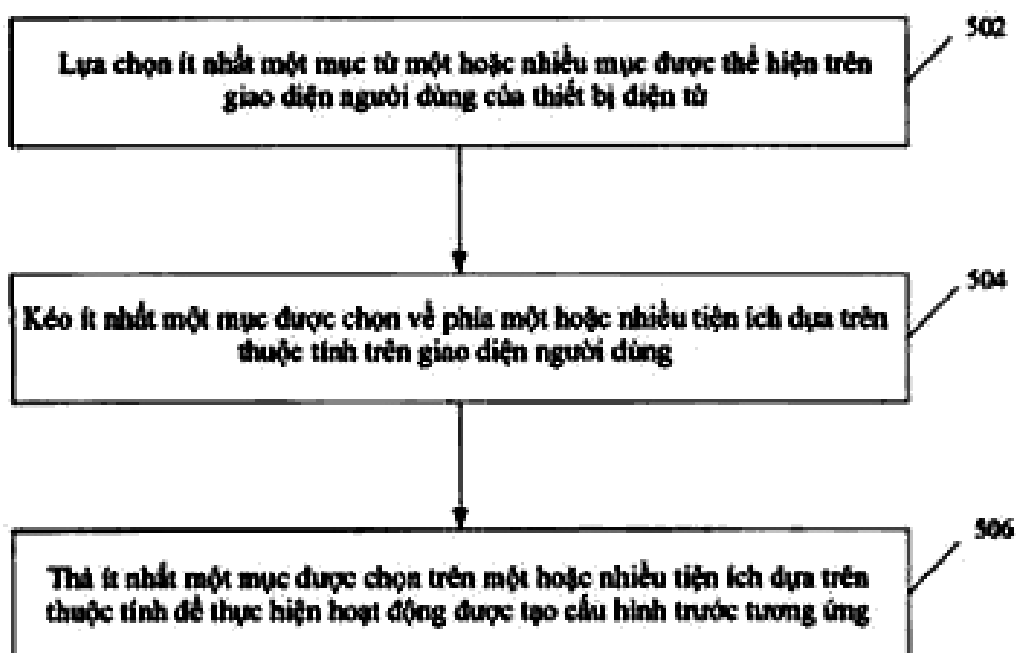 502
Lựa chọn ít nhất một mục từ một hoặc nhiều mục được thể hiện trên
giao diện người dùng của thiết bị điện tử
504
Kéo ít nhất một mục được chọn về phía một hoặc nhiều tiện ích dựa trên
thuộc tính trên giao diện người dùng
506
Thả ít nhất một mục được chọn trên một hoặc nhiều tiện ích dựa trên
thuộc tính để thực hiện hoạt động được tạo cấu hình trước tương ứng